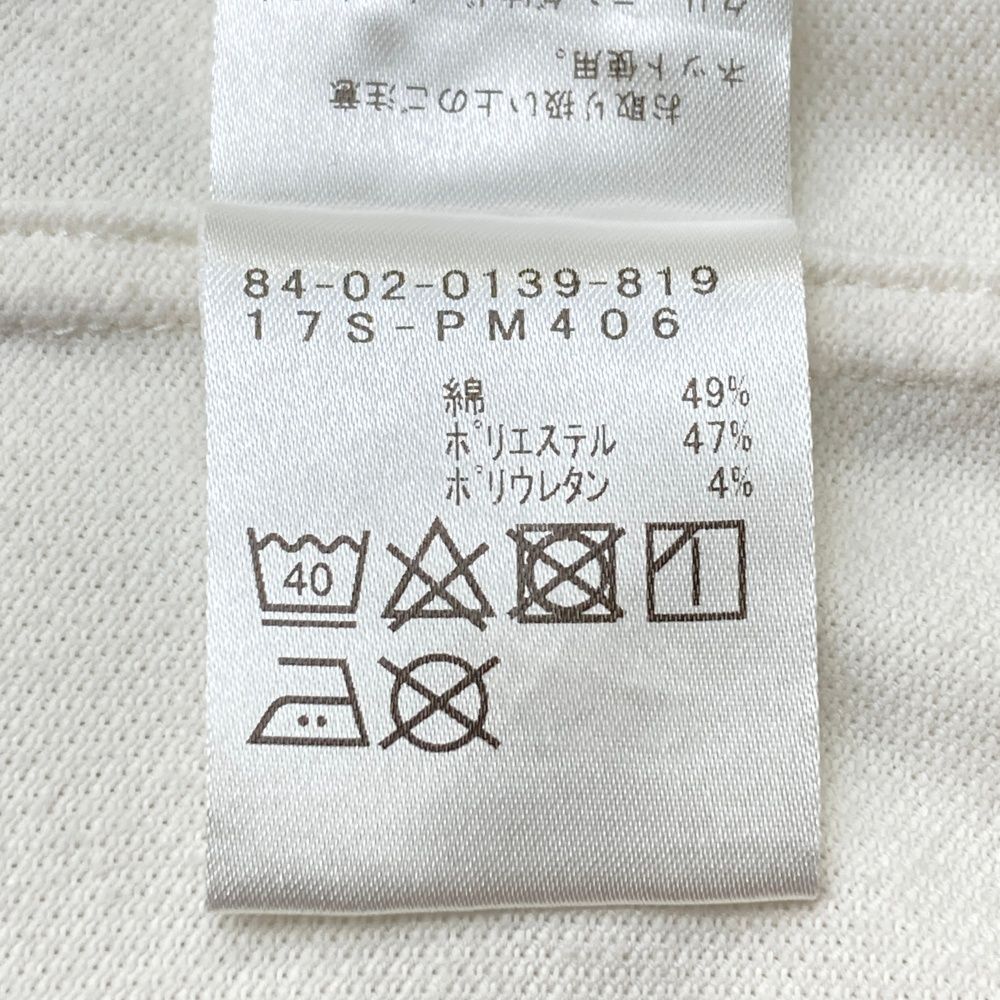 お取り扱い上のご注意
ネット使用。
84-02-0139-819
17S-PM406
綿 49%
ポリエステル 47%
ポリウレタン 4%
40